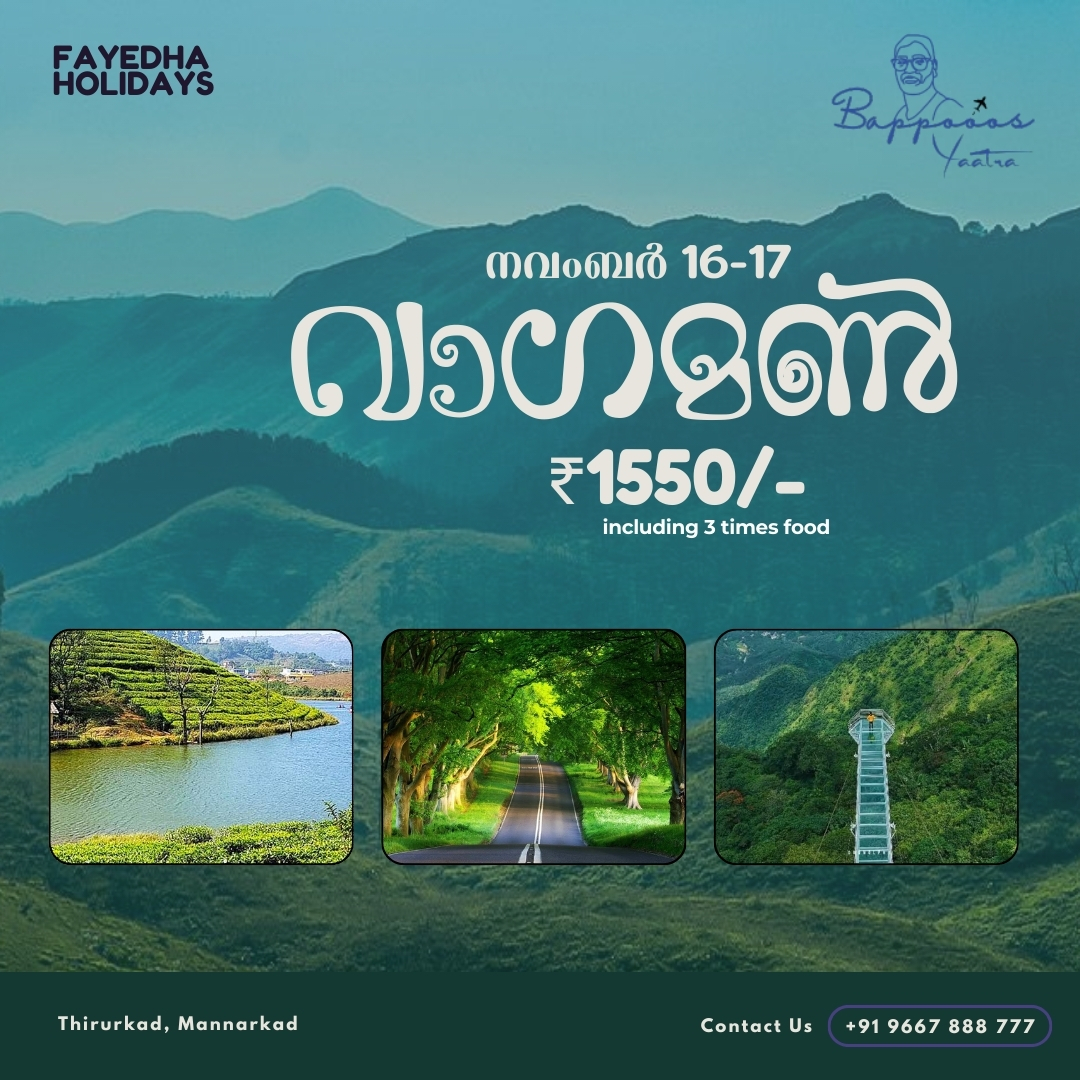 FAYEDHA
HOLIDAYS
Bappooos
Yaatra
നവംബർ 16-17
വാഗമൺ
₹1550/-
including 3 times food
Thirurkad, Mannarkad
Contact Us +91 9667 888 777